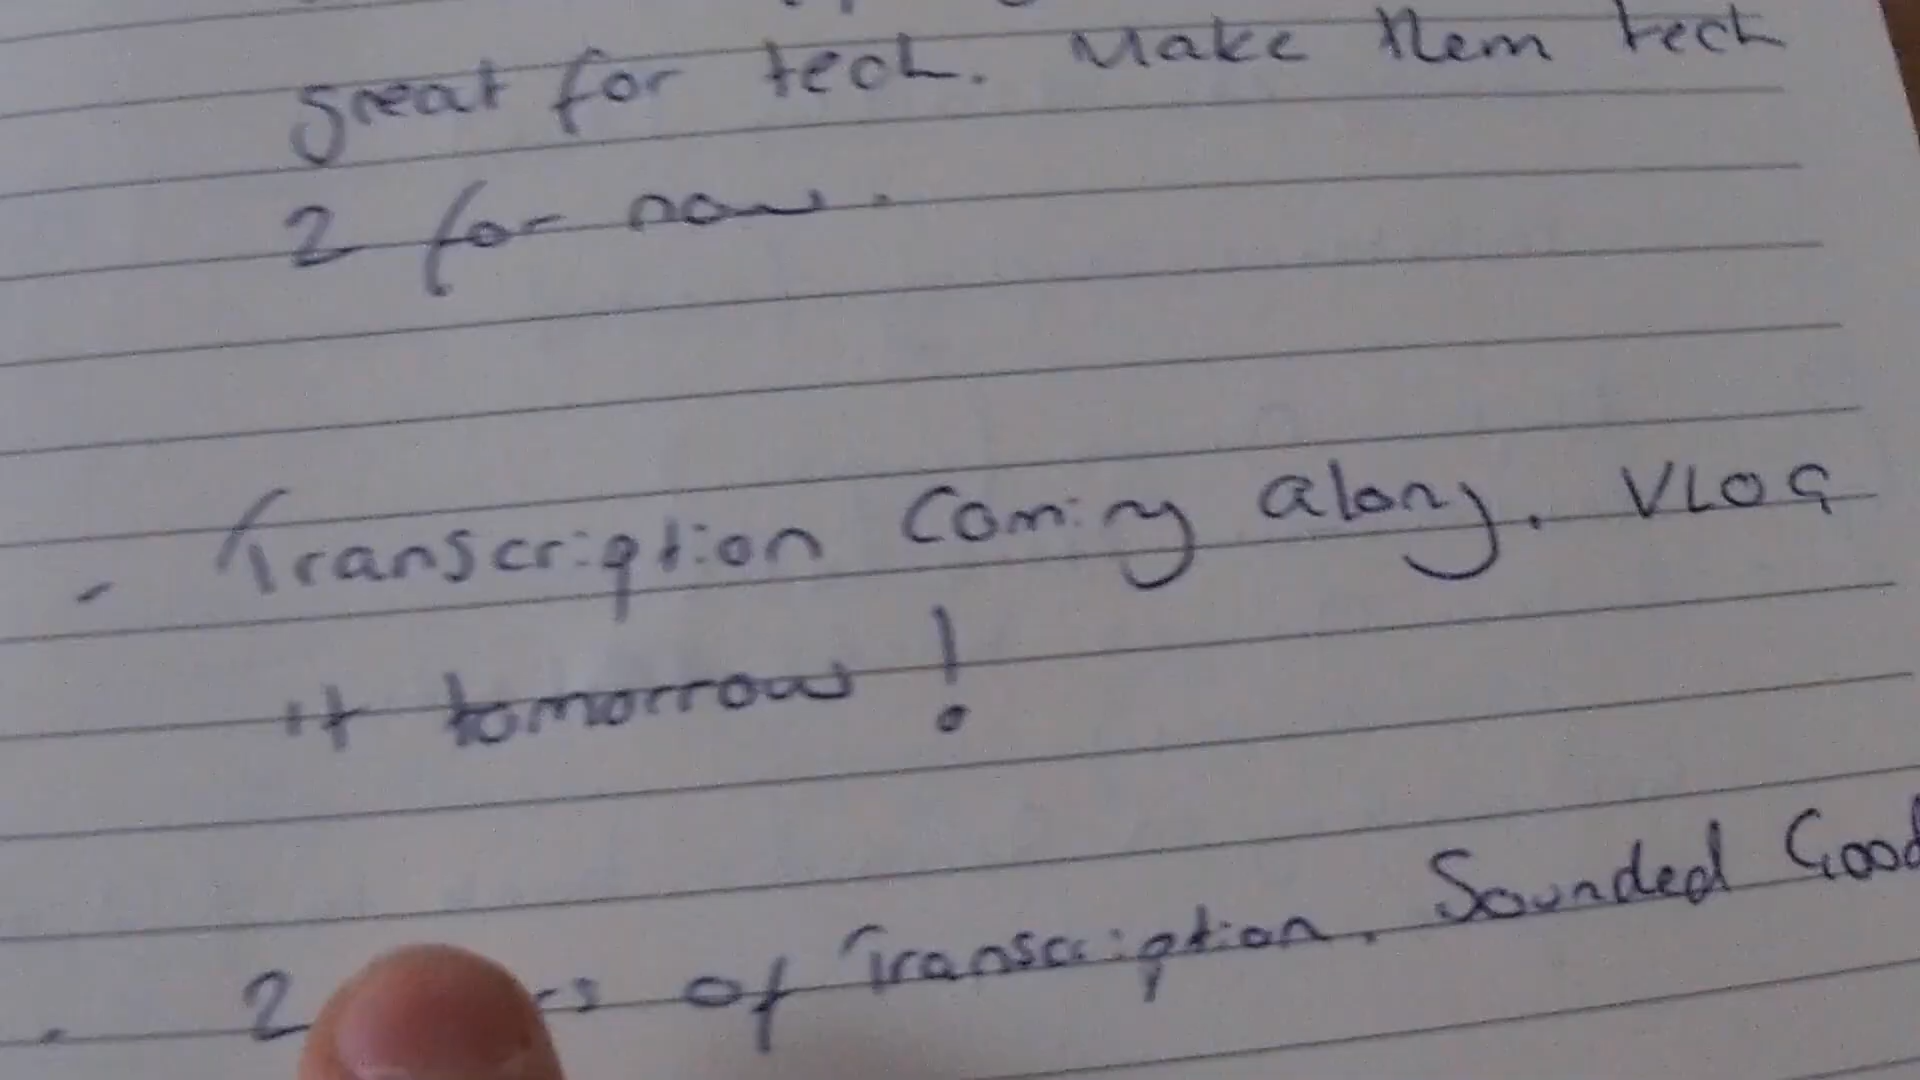 great for tech. Make them tech
2 for now.
- Transcription Coming along. VLOG
it tomorrow!
- 2 of Transcription. Sounded Good